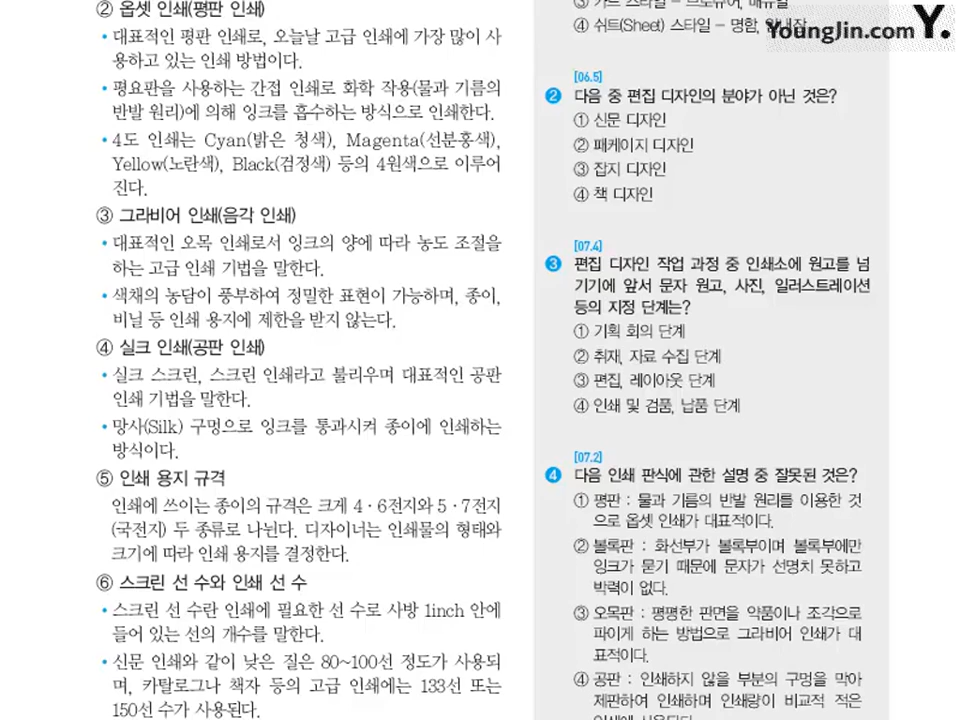 ② 옵셋 인쇄(평판 인쇄)
• 대표적인 평판 인쇄로, 오늘날 고급 인쇄에 가장 많이 사
용하고 있는 인쇄 방법이다.
• 평요판을 사용하는 간접 인쇄로 화학 작용(물과 기름의
반발 원리)에 의해 잉크를 흡수하는 방식으로 인쇄한다.
• 4도 인쇄는 Cyan(밝은 청색), Magenta(선분홍색),
Yellow(노란색), Black(검정색) 등의 4원색으로 이루어
진다.
③ 그라비어 인쇄(음각 인쇄)
• 대표적인 오목 인쇄로서 잉크의 양에 따라 농도 조절을
하는 고급 인쇄 기법을 말한다.
• 색채의 농담이 풍부하여 정밀한 표현이 가능하며, 종이,
비닐 등 인쇄 용지에 제한을 받지 않는다.
④ 실크 인쇄(공판 인쇄)
• 실크 스크린, 스크린 인쇄라고 불리우며 대표적인 공판
인쇄 기법을 말한다.
• 망사(Silk) 구멍으로 잉크를 통과시켜 종이에 인쇄하는
방식이다.
⑤ 인쇄 용지 규격
인쇄에 쓰이는 종이의 규격은 크게 4·6전지와 5·7전지
(국전지) 두 종류로 나뉜다. 디자이너는 인쇄물의 형태와
크기에 따라 인쇄 용지를 결정한다.
⑥ 스크린 선 수와 인쇄 선 수
• 스크린 선 수란 인쇄에 필요한 선 수로 사방 1inch 안에
들어 있는 선의 개수를 말한다.
• 신문 인쇄와 같이 낮은 질은 80~100선 정도가 사용되
며, 카탈로그나 책자 등의 고급 인쇄에는 133선 또는
150선 수가 사용된다.
③ 카드 스타일 - 브로슈어, 메뉴얼
④ 쉬트(Sheet) 스타일 - 명함, 안내장
YoungJin.com Y.
[06.5]
2 다음 중 편집 디자인의 분야가 아닌 것은?
① 신문 디자인
② 패케이지 디자인
③ 잡지 디자인
④ 책 디자인
[07.4]
3 편집 디자인 작업 과정 중 인쇄소에 원고를 넘
기기에 앞서 문자 원고, 사진, 일러스트레이션
등의 지정 단계는?
① 기획 회의 단계
② 취재, 자료 수집 단계
③ 편집, 레이아웃 단계
④ 인쇄 및 검품, 납품 단계
[07.2]
4 다음 인쇄 판식에 관한 설명 중 잘못된 것은?
① 평판 : 물과 기름의 반발 원리를 이용한 것
으로 옵셋 인쇄가 대표적이다.
② 볼록판 : 화선부가 볼록부이며 볼록부에만
잉크가 묻기 때문에 문자가 선명치 못하고
박력이 없다.
③ 오목판 : 평평한 판면을 약품이나 조각으로
파이게 하는 방법으로 그라비어 인쇄가 대
표적이다.
④ 공판 : 인쇄하지 않을 부분의 구멍을 막아
제판하여 인쇄하며 인쇄량이 비교적 적은
인쇄에 사용된다.